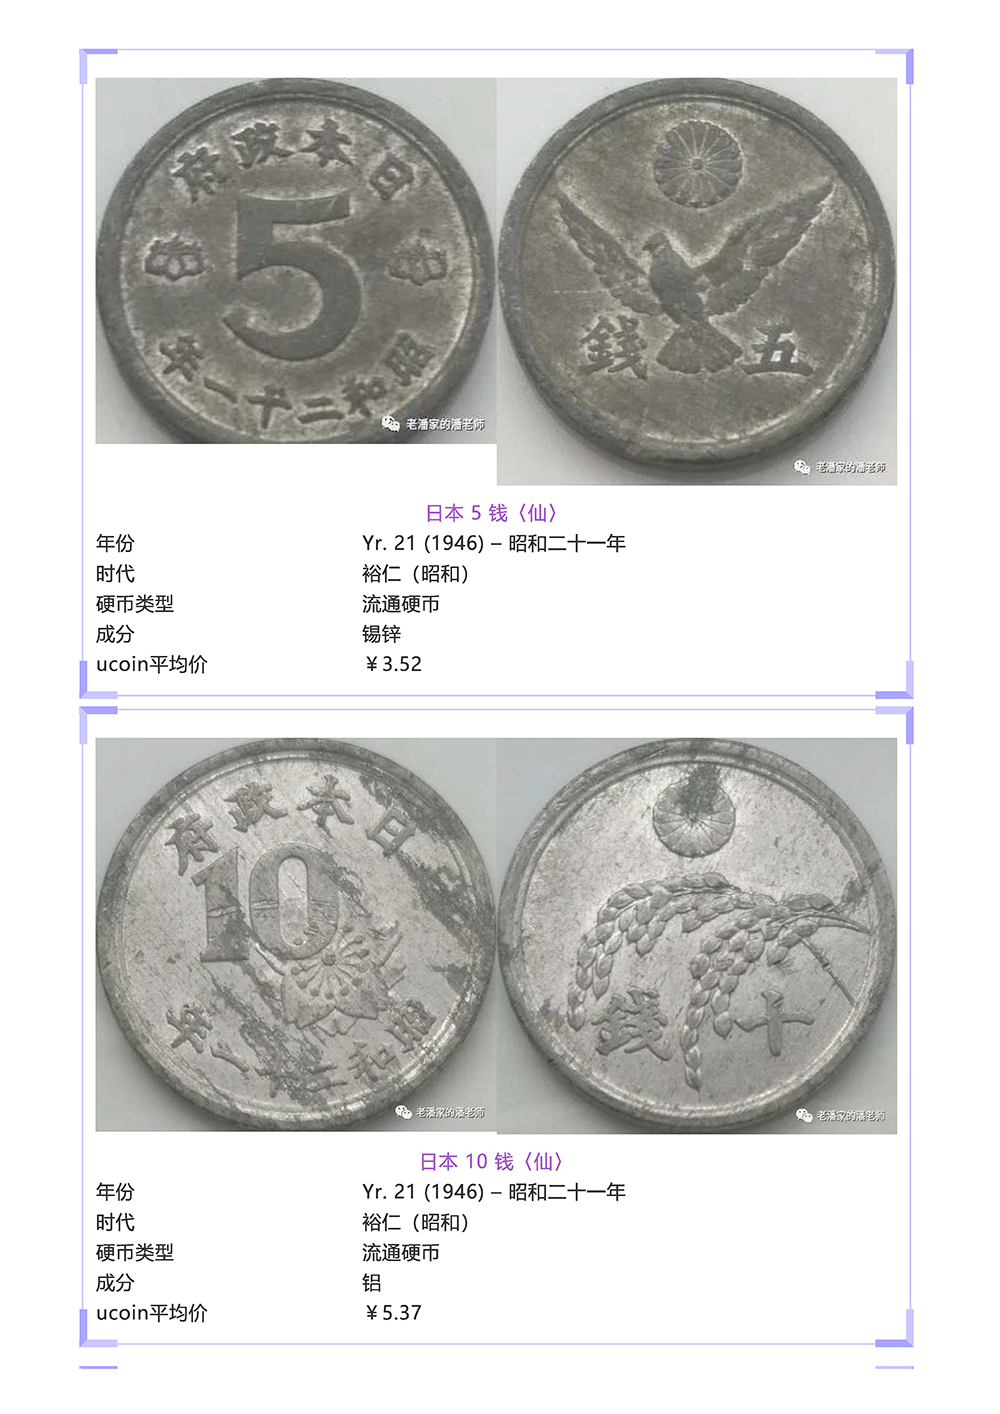 日本政府
5
昭和二十一年
老潘家的潘老师
五錢
老潘家的潘老师
日本 5 钱〈仙〉
年份 Yr. 21 (1946) – 昭和二十一年
时代 裕仁（昭和）
硬币类型 流通硬币
成分 锡锌
ucoin平均价 ￥3.52
日本政府
10
昭和二十一年
老潘家的潘老师
十錢
老潘家的潘老师
日本 10 钱〈仙〉
年份 Yr. 21 (1946) – 昭和二十一年
时代 裕仁（昭和）
硬币类型 流通硬币
成分 铝
ucoin平均价 ￥5.37